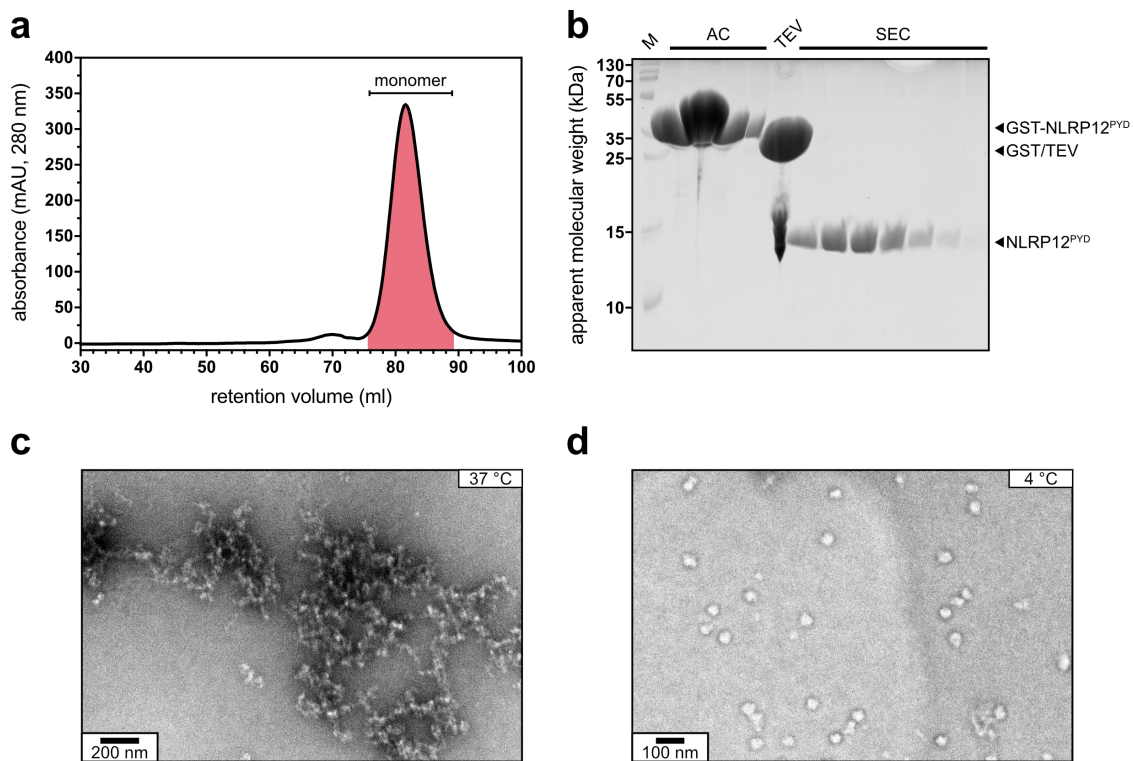 a
absorbance (mAU, 280 nm)
400
350
300
250
200
150
100
50
0
monomer
30 40 50 60 70 80 90 100
retention volume (ml)
b
M AC TEV SEC
apparent molecular weight (kDa)
130
70
55
35
25
15
10
GST-NLRP12ᴾʸᴰ
GST/TEV
NLRP12ᴾʸᴰ
c
37 °C
200 nm
d
4 °C
100 nm